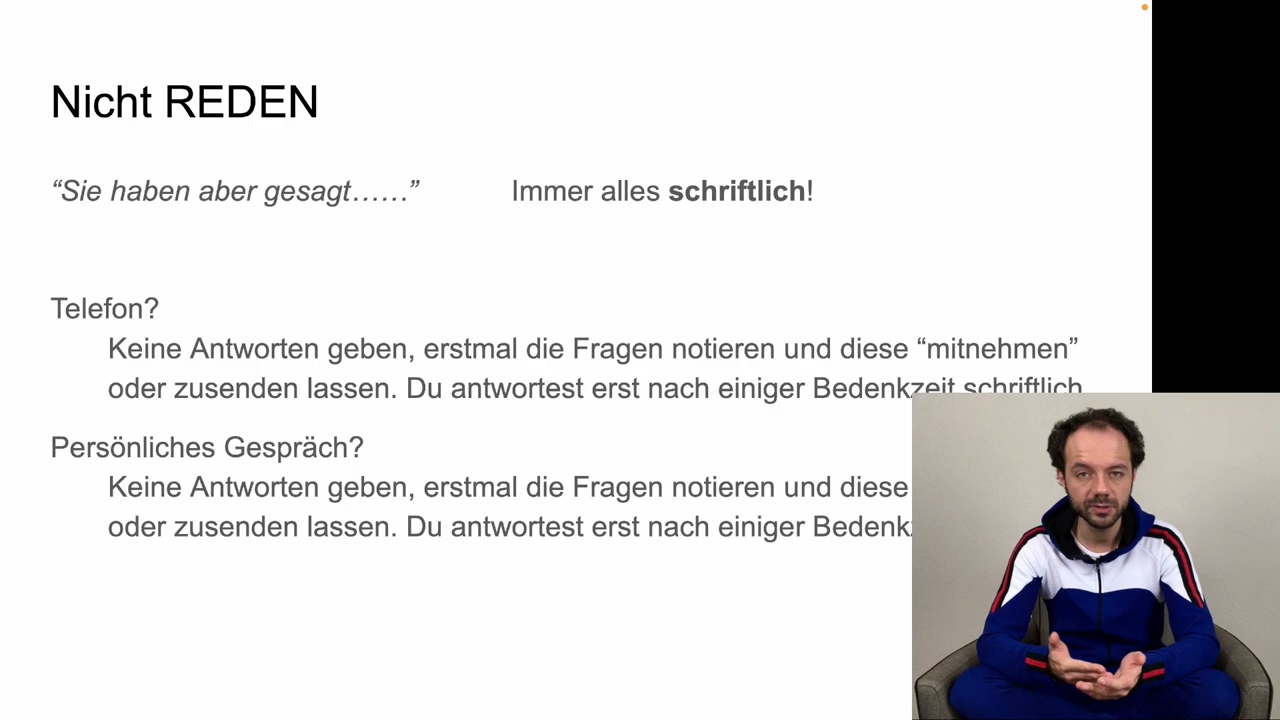 Nicht REDEN
“Sie haben aber gesagt……” Immer alles schriftlich!
Telefon?
Keine Antworten geben, erstmal die Fragen notieren und diese “mitnehmen”
oder zusenden lassen. Du antwortest erst nach einiger Bedenkzeit schriftlich
Persönliches Gespräch?
Keine Antworten geben, erstmal die Fragen notieren und diese
oder zusenden lassen. Du antwortest erst nach einiger